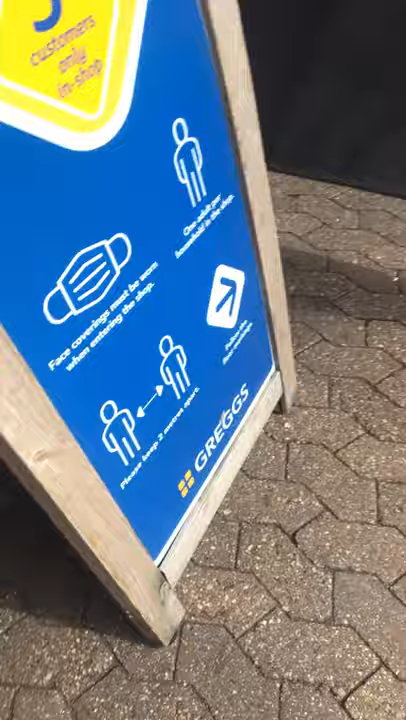 customers
only
in-shop
One adult per
household in the shop.
Face coverings must be worn
when entering the shop.
Please keep 2 metres apart.
GREGGS